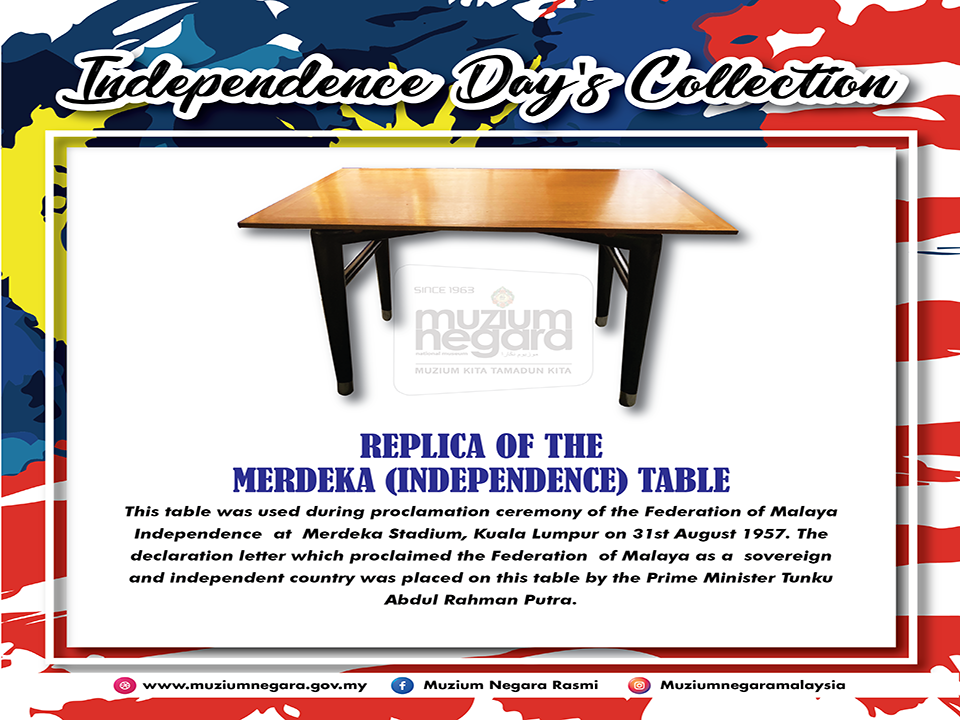 Independence Day's Collection
SINCE 1963
muzium
negara
MUZIUM KITA TAMADUN KITA
REPLICA OF THE
MERDEKA (INDEPENDENCE) TABLE
This table was used during proclamation ceremony of the Federation of Malaya
Independence at Merdeka Stadium, Kuala Lumpur on 31st August 1957. The
declaration letter which proclaimed the Federation of Malaya as a sovereign
and independent country was placed on this table by the Prime Minister Tunku
Abdul Rahman Putra.
www.muziumnegara.gov.my Muzium Negara Rasmi Muziumnegaramalaysia